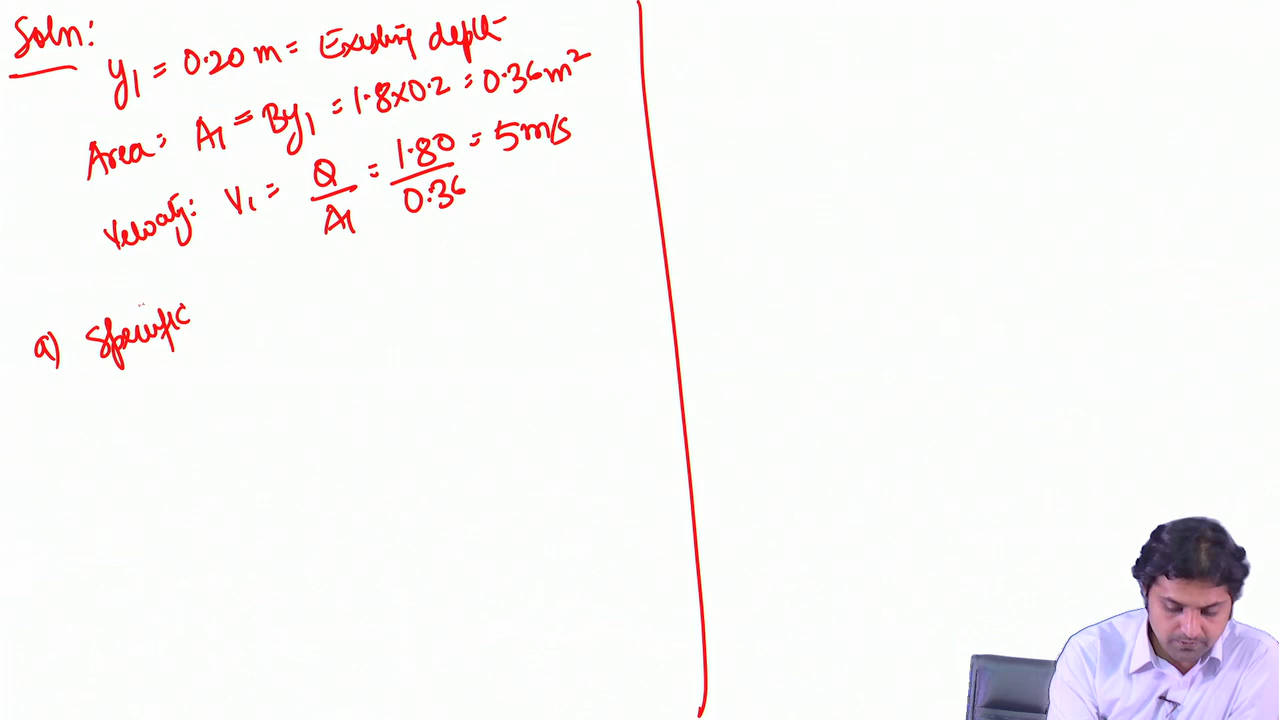 Soln:
y₁ = 0.20 m = Existing depth
Area: A₁ = By₁ = 1.8×0.2 = 0.36 m²
Velocity: V₁ = Q/A₁ = 1.80/0.36 = 5 m/s
a) Specific